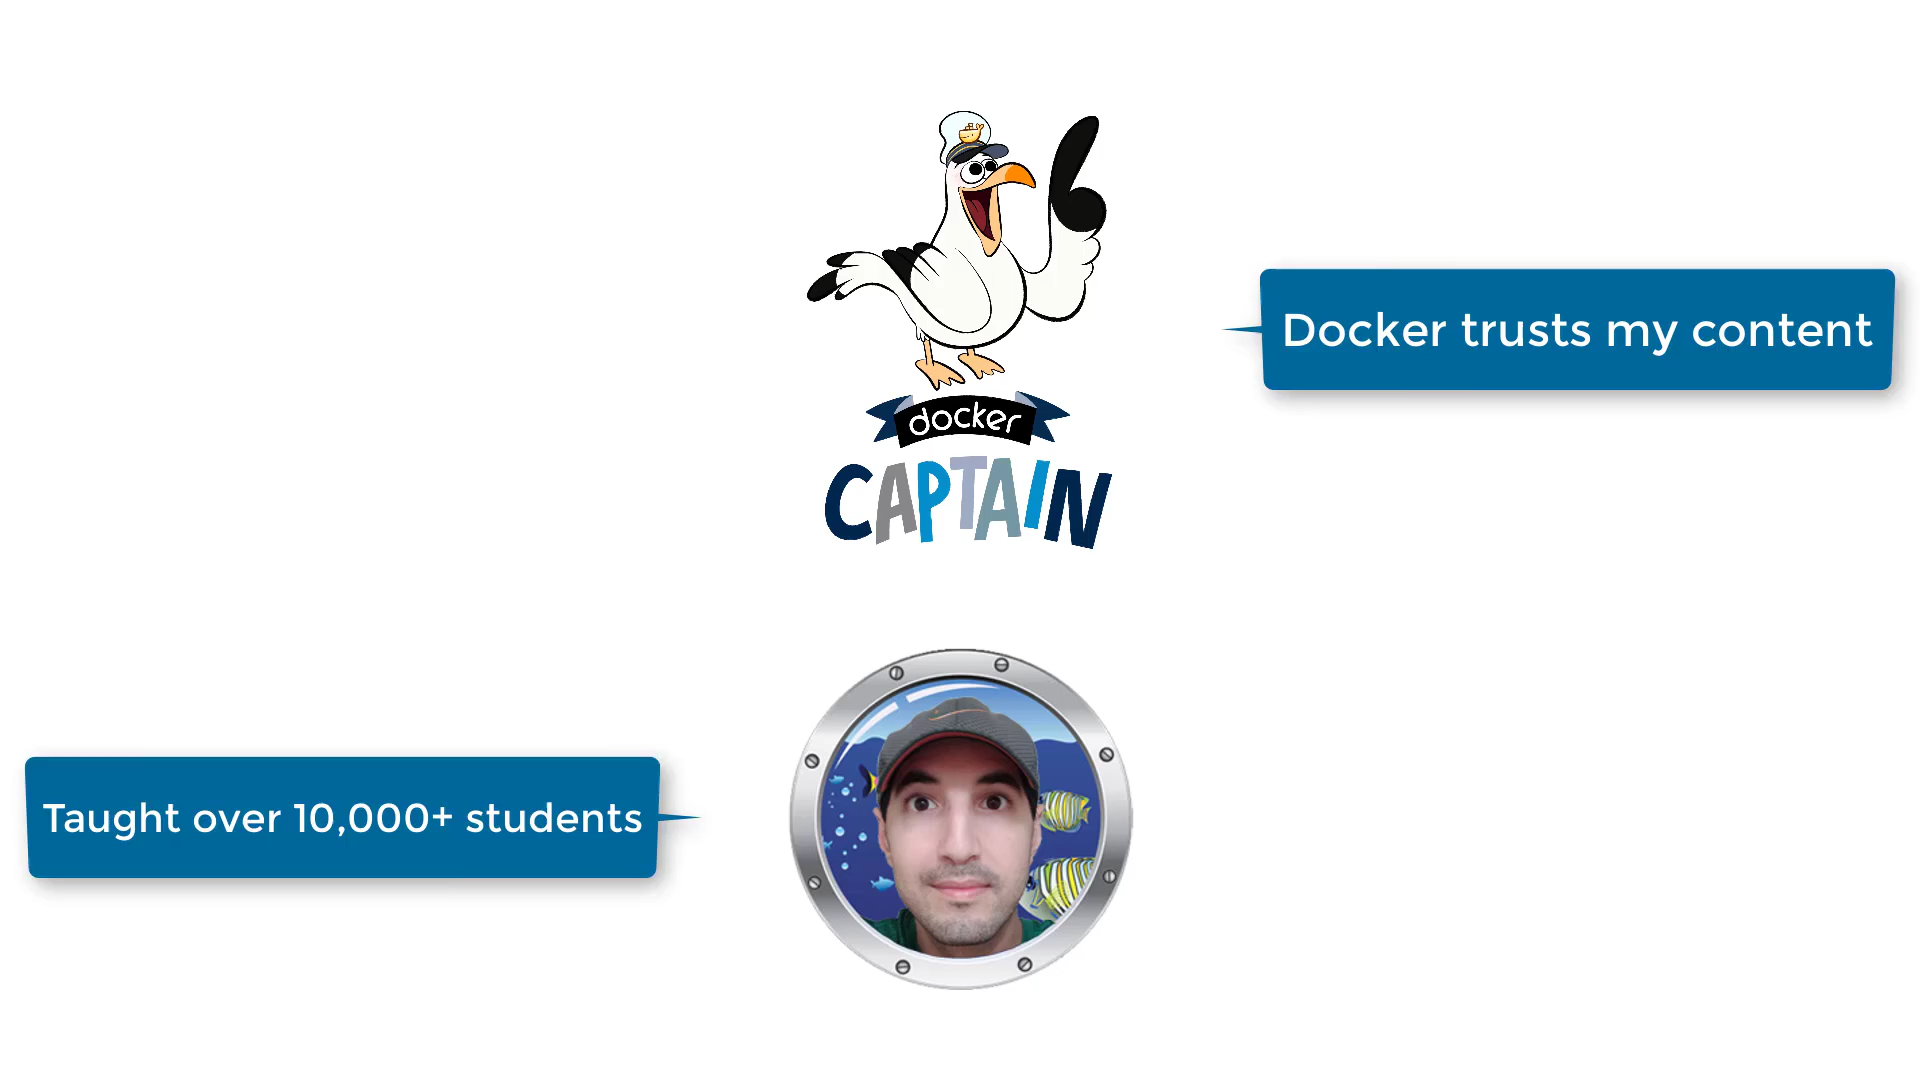 Docker trusts my content
docker
CAPTAIN
Taught over 10,000+ students